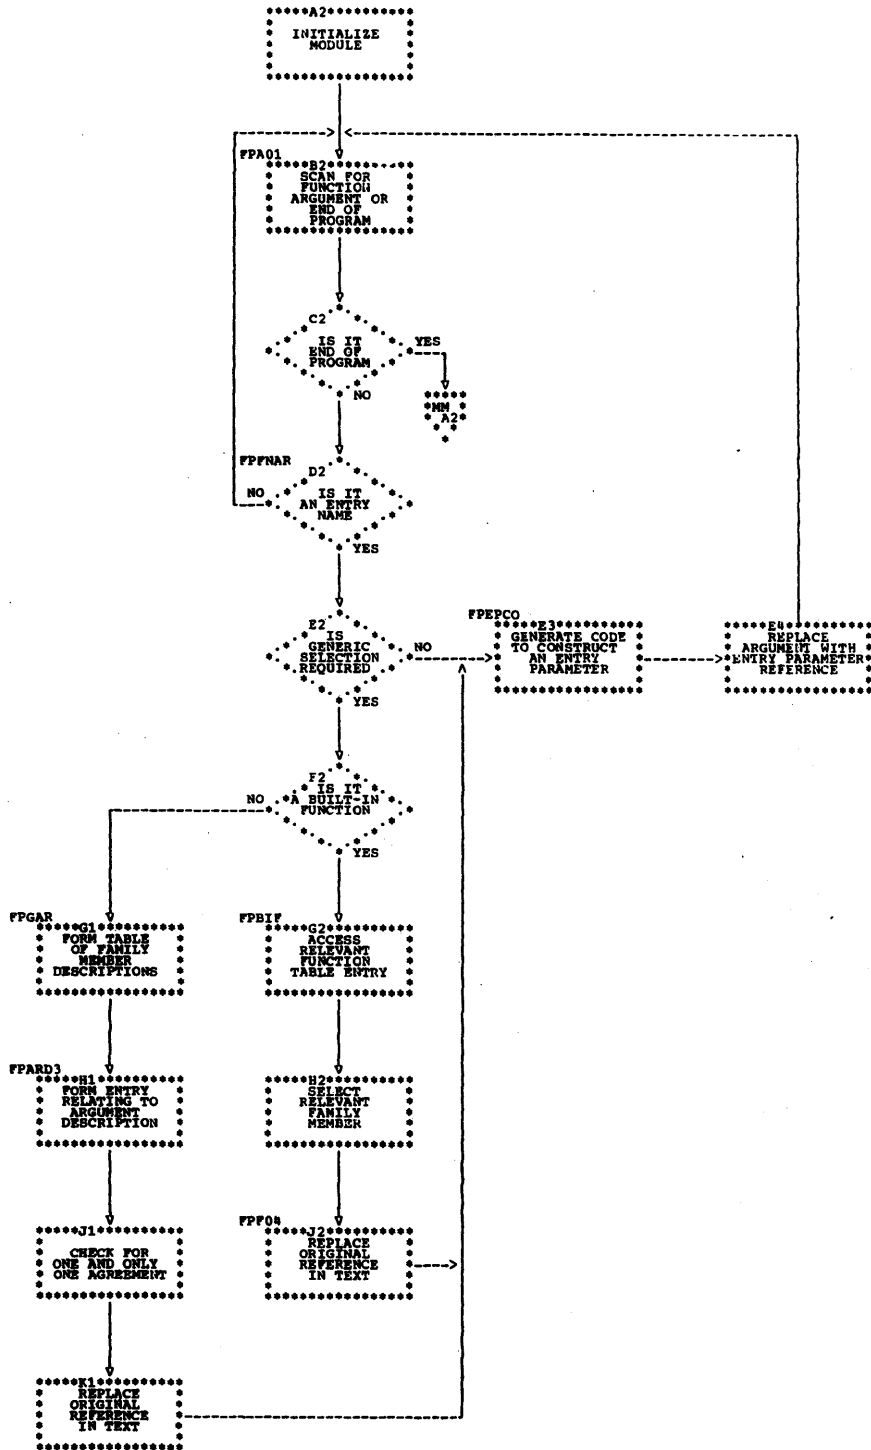 A2
INITIALIZE
MODULE
FPA01
B2
SCAN FOR
FUNCTION
ARGUMENT OR
END OF
PROGRAM
C2
IS IT
END OF
PROGRAM
YES
NO
MM
A2
FPFNAR
D2
NO
IS IT
AN ENTRY
NAME
YES
E2
IS
GENERIC
SELECTION
REQUIRED
NO
YES
FPEPCO
E3
GENERATE CODE
TO CONSTRUCT
AN ENTRY
PARAMETER
E4
REPLACE
ARGUMENT WITH
ENTRY PARAMETER
REFERENCE
F2
NO
IS IT
A BUILT-IN
FUNCTION
YES
FPGAR
G1
FORM TABLE
OF FAMILY
MEMBER
DESCRIPTIONS
FPBIF
G2
ACCESS
RELEVANT
FUNCTION
TABLE ENTRY
FPARD3
H1
FORM ENTRY
RELATING TO
ARGUMENT
DESCRIPTION
H2
SELECT
RELEVANT
FAMILY
MEMBER
J1
CHECK FOR
ONE AND ONLY
ONE AGREEMENT
FPF04
J2
REPLACE
ORIGINAL
REFERENCE
IN TEXT
K1
REPLACE
ORIGINAL
REFERENCE
IN TEXT